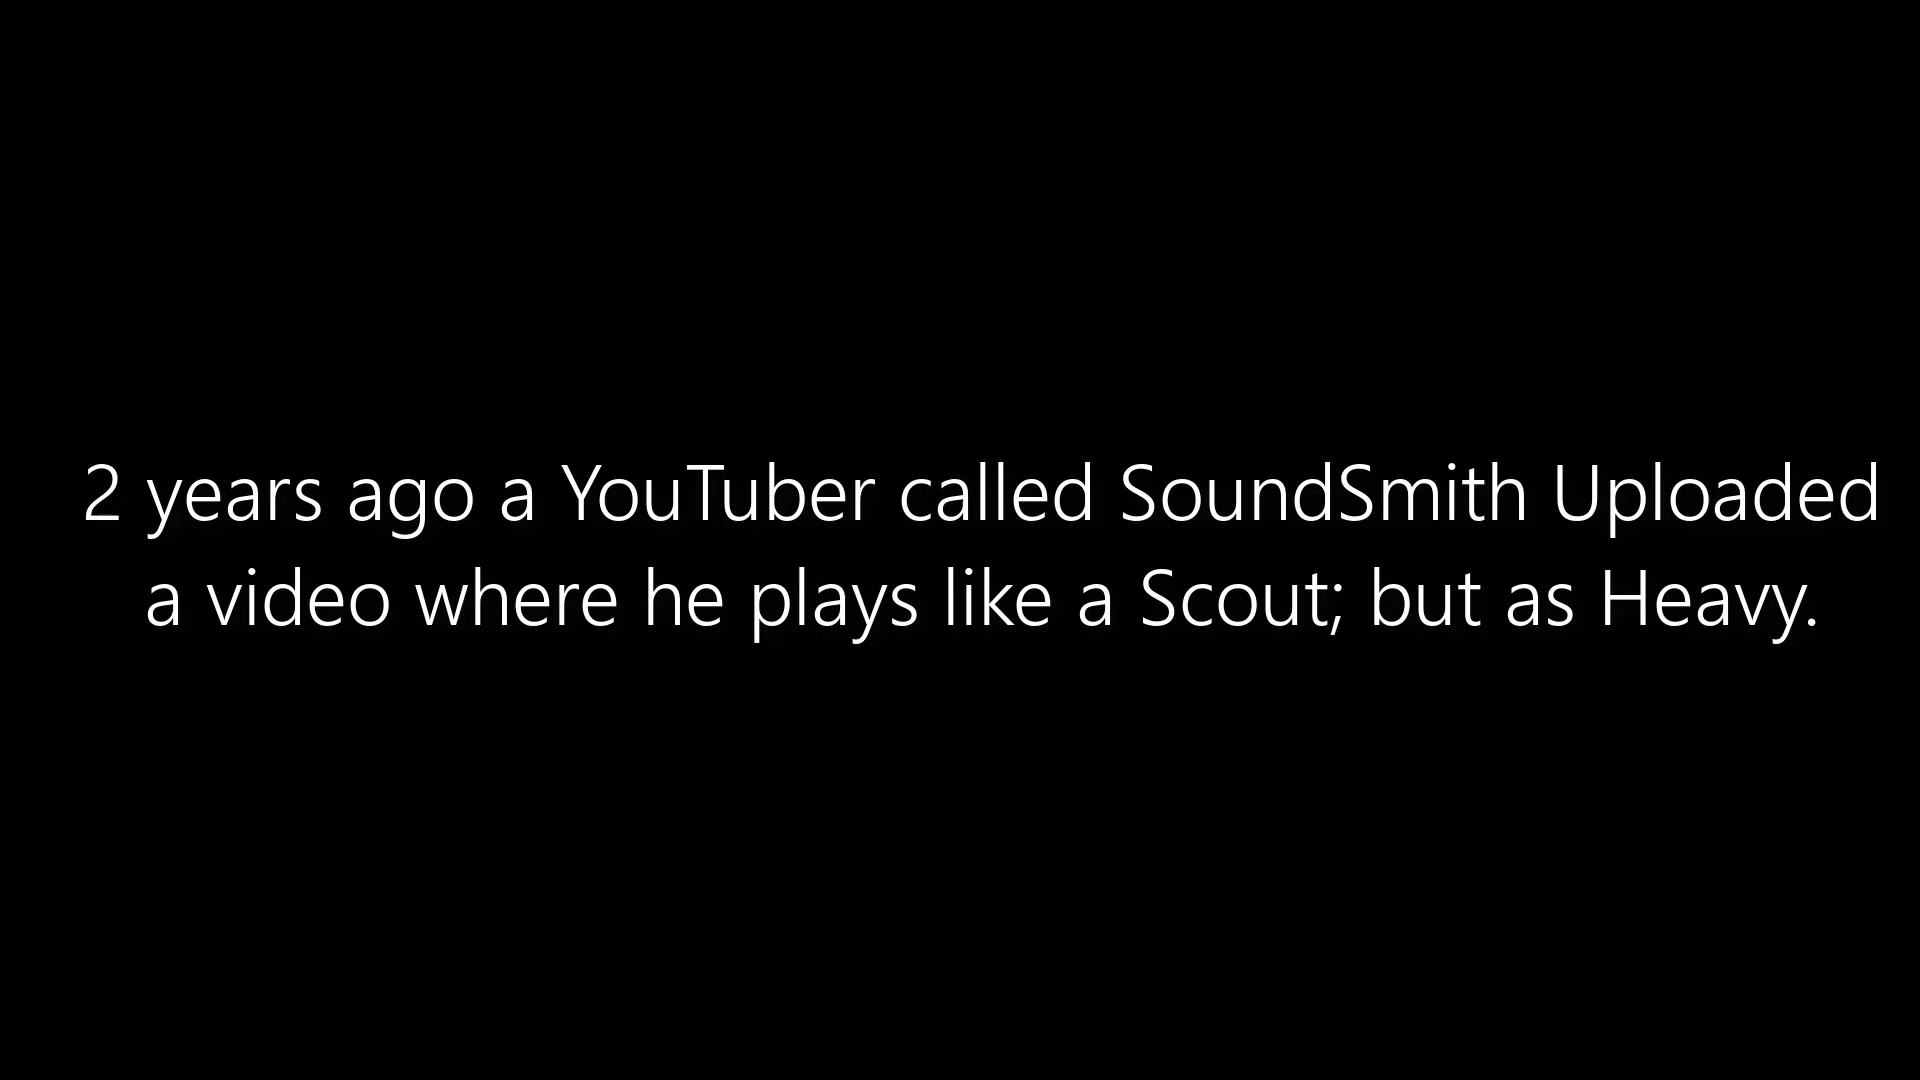 2 years ago a YouTuber called SoundSmith Uploaded
a video where he plays like a Scout; but as Heavy.